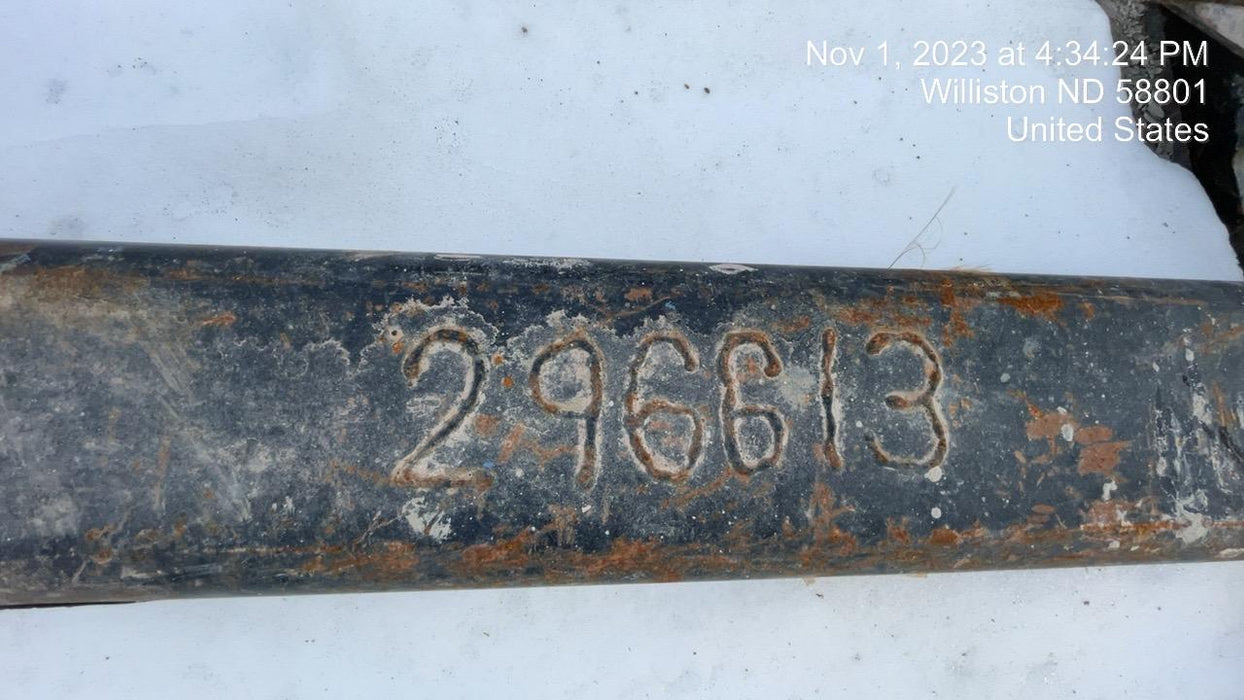 Nov 1, 2023 at 4:34:24 PM
Williston ND 58801
United States
296613